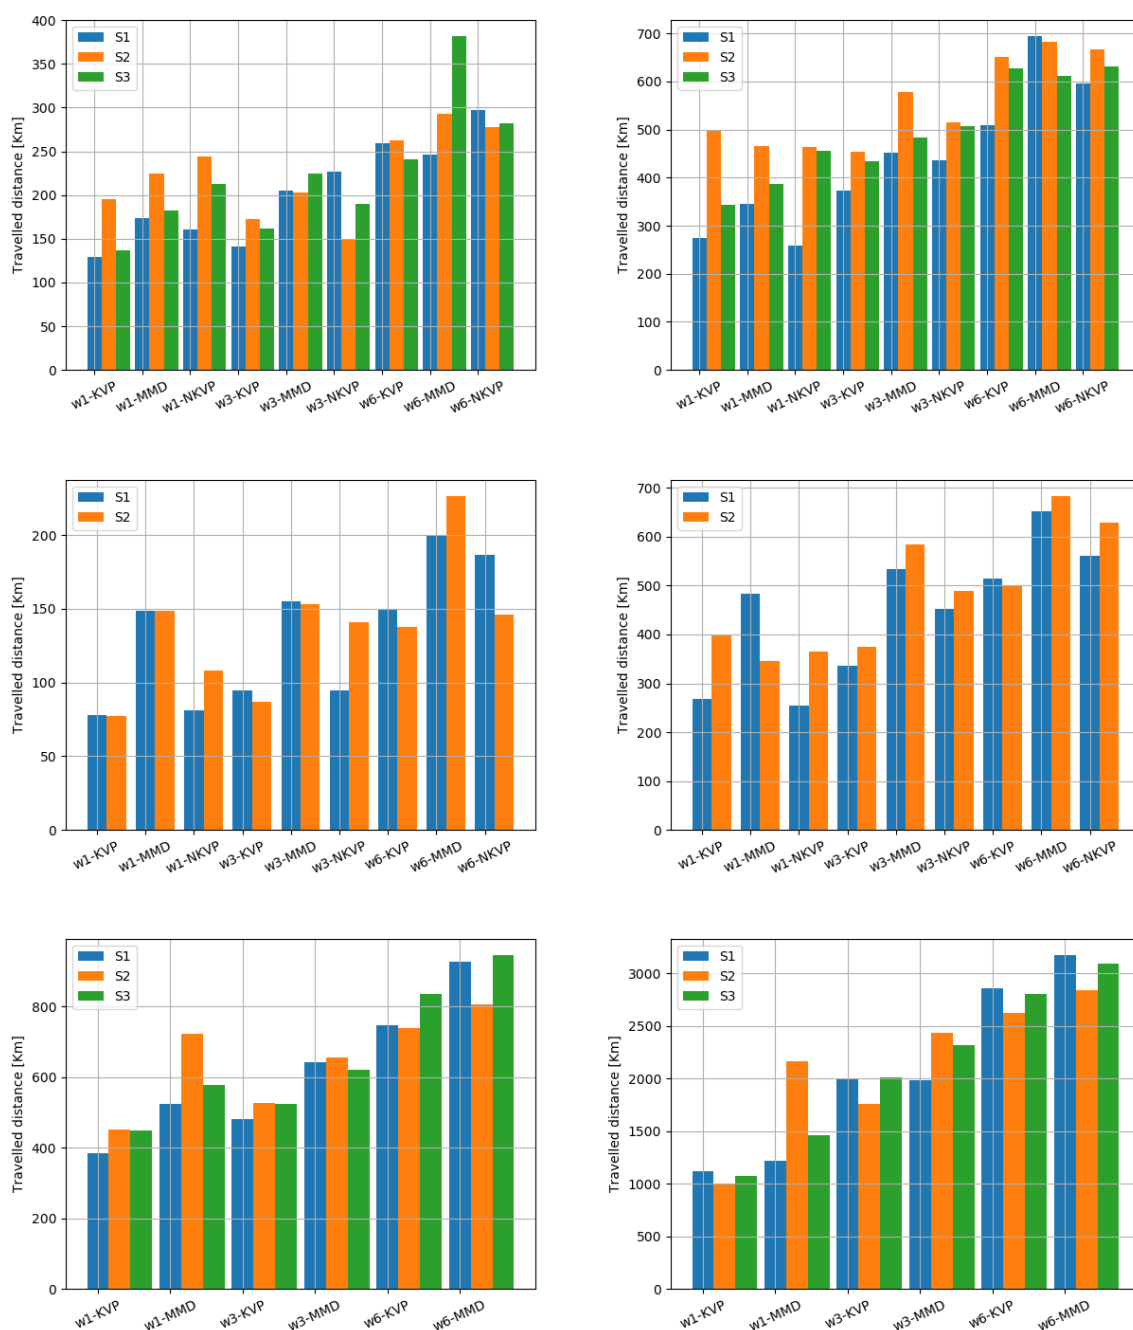 400
350
300
250
200
150
100
50
0
Travelled distance [Km]
S1
S2
S3
w1-KVP
w1-MMD
w1-NKVP
w3-KVP
w3-MMD
w3-NKVP
w6-KVP
w6-MMD
w6-NKVP
700
600
500
400
300
200
100
0
Travelled distance [Km]
S1
S2
S3
w1-KVP
w1-MMD
w1-NKVP
w3-KVP
w3-MMD
w3-NKVP
w6-KVP
w6-MMD
w6-NKVP
200
150
100
50
0
Travelled distance [Km]
S1
S2
w1-KVP
w1-MMD
w1-NKVP
w3-KVP
w3-MMD
w3-NKVP
w6-KVP
w6-MMD
w6-NKVP
700
600
500
400
300
200
100
0
Travelled distance [Km]
S1
S2
w1-KVP
w1-MMD
w1-NKVP
w3-KVP
w3-MMD
w3-NKVP
w6-KVP
w6-MMD
w6-NKVP
800
600
400
200
0
Travelled distance [Km]
S1
S2
S3
w1-KVP
w1-MMD
w3-KVP
w3-MMD
w6-KVP
w6-MMD
3000
2500
2000
1500
1000
500
0
Travelled distance [Km]
S1
S2
S3
w1-KVP
w1-MMD
w3-KVP
w3-MMD
w6-KVP
w6-MMD